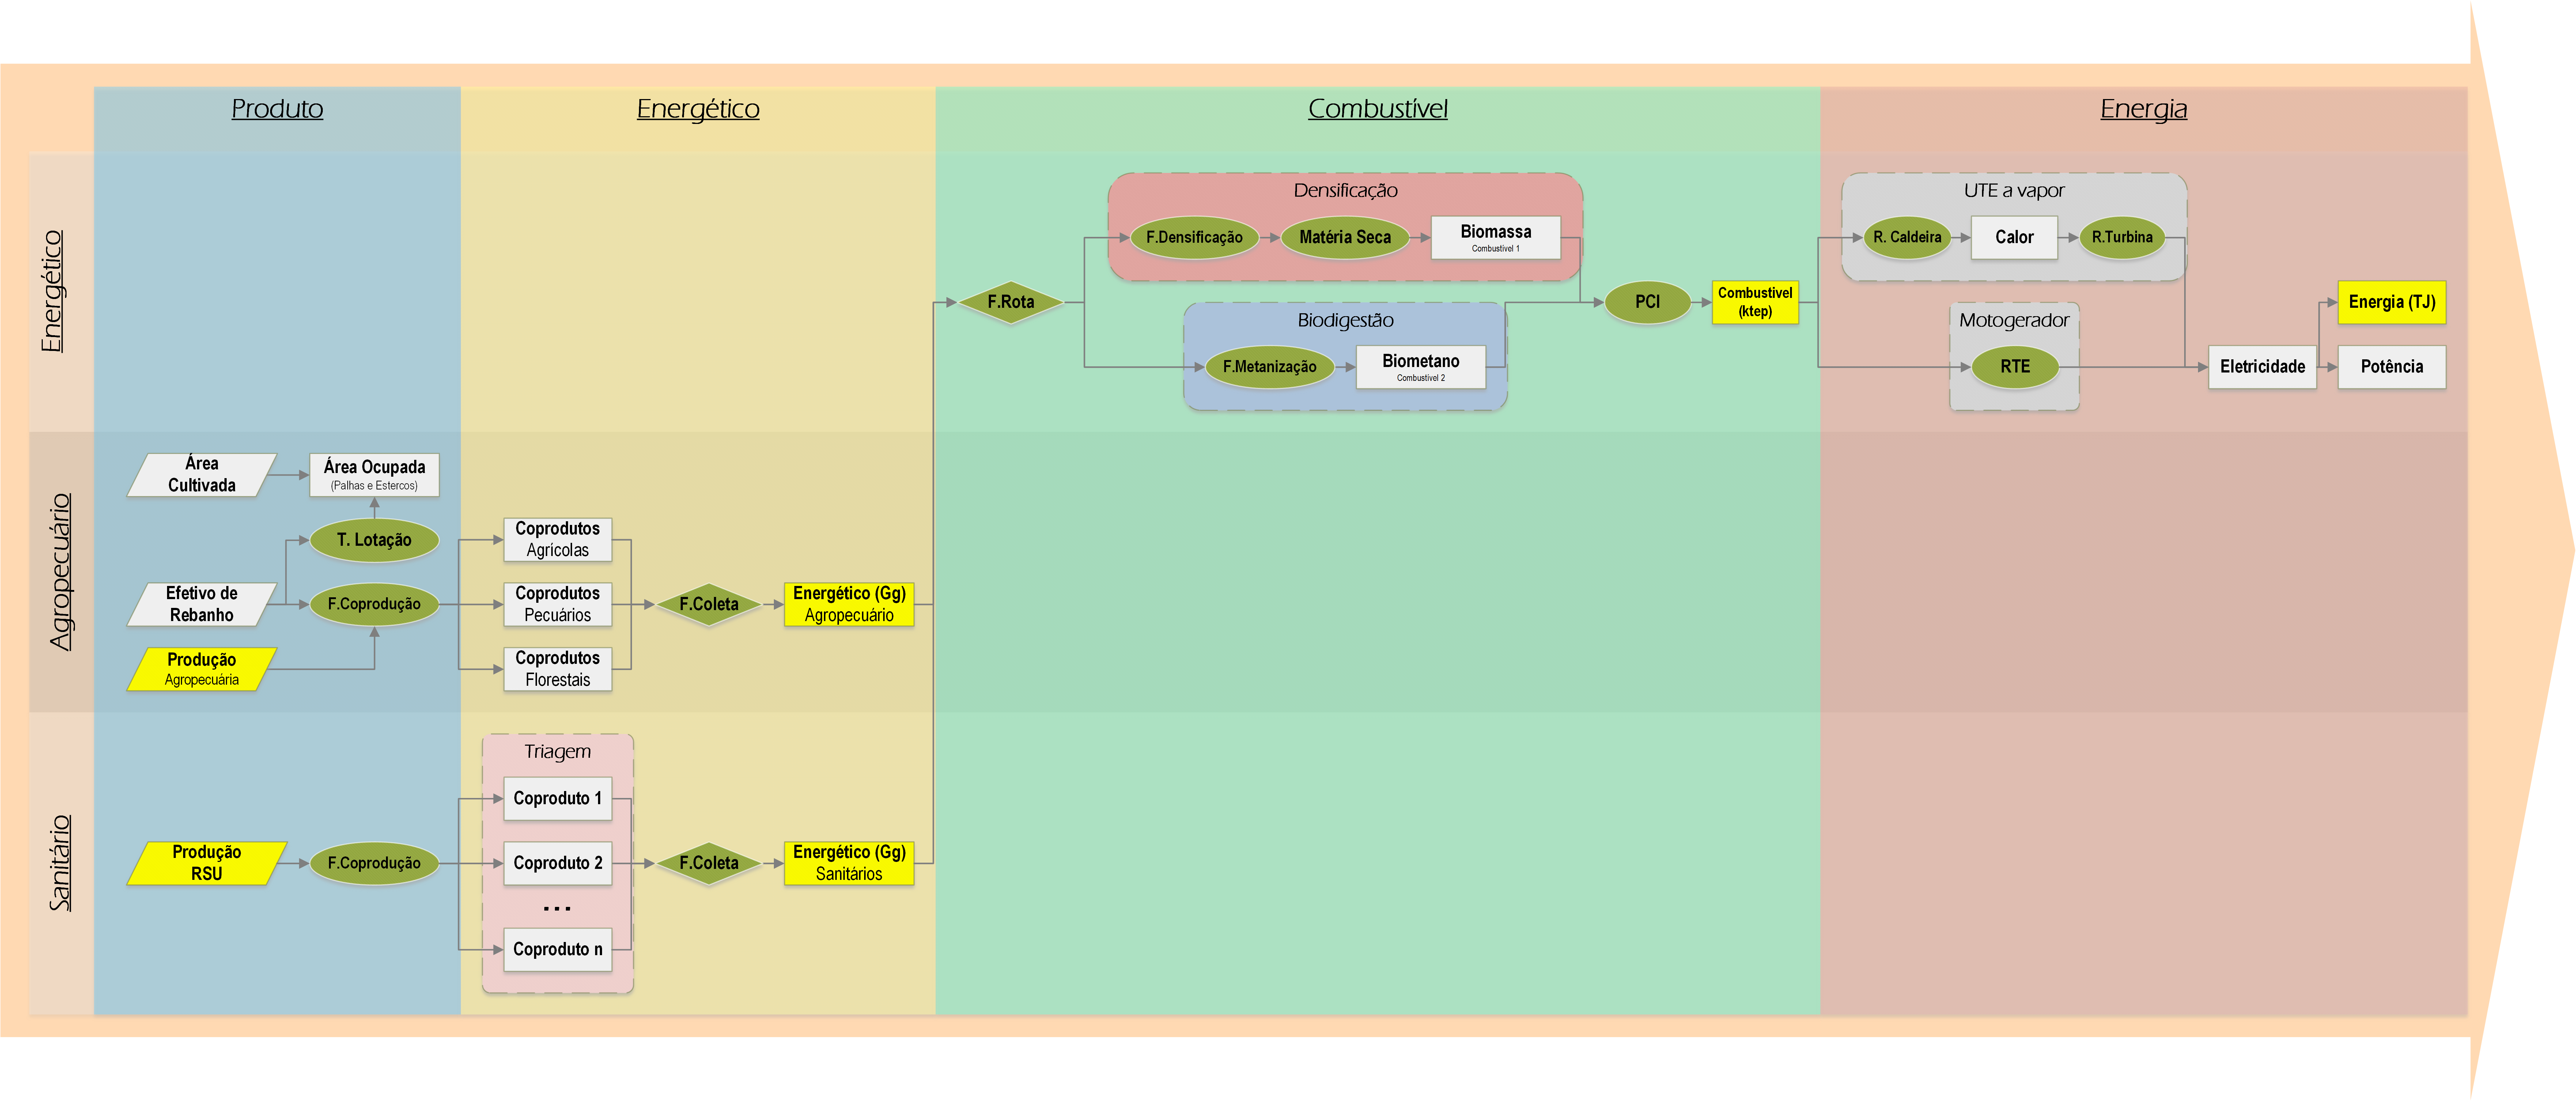 Produto
Energético
Combustível
Energia
Energético
Densificação
F.Densificação
Matéria Seca
Biomassa
Combustível 1
F.Rota
Biodigestão
F.Metanização
Biometano
Combustível 2
PCI
Combustivel
(ktep)
UTE a vapor
R. Caldeira
Calor
R.Turbina
Motogerador
RTE
Eletricidade
Energia (TJ)
Potência
Agropecuário
Área
Cultivada
Área Ocupada
(Palhas e Estercos)
T. Lotação
Efetivo de
Rebanho
F.Coprodução
Produção
Agropecuária
Coprodutos
Agrícolas
Coprodutos
Pecuários
Coprodutos
Florestais
F.Coleta
Energético (Gg)
Agropecuário
Sanitário
Produção
RSU
F.Coprodução
Triagem
Coproduto 1
Coproduto 2
...
Coproduto n
F.Coleta
Energético (Gg)
Sanitários